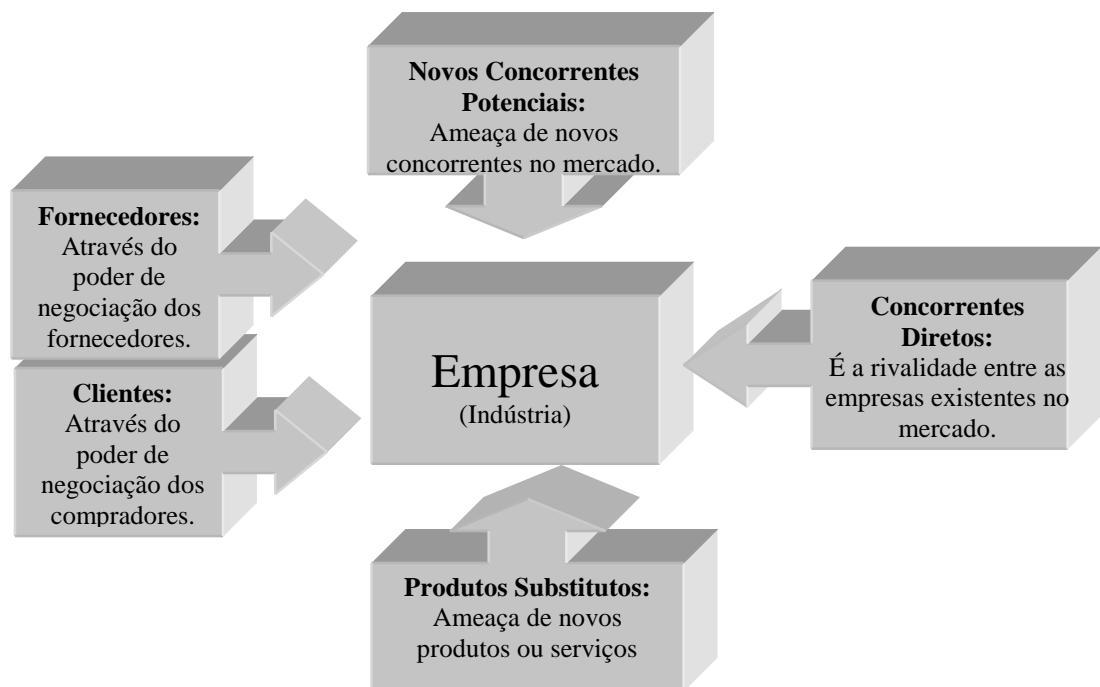 Novos Concorrentes
Potenciais:
Ameaça de novos
concorrentes no mercado.
Fornecedores:
Através do
poder de
negociação dos
fornecedores.
Clientes:
Através do
poder de
negociação dos
compradores.
Empresa
(Indústria)
Concorrentes
Diretos:
É a rivalidade entre as
empresas existentes no
mercado.
Produtos Substitutos:
Ameaça de novos
produtos ou serviços